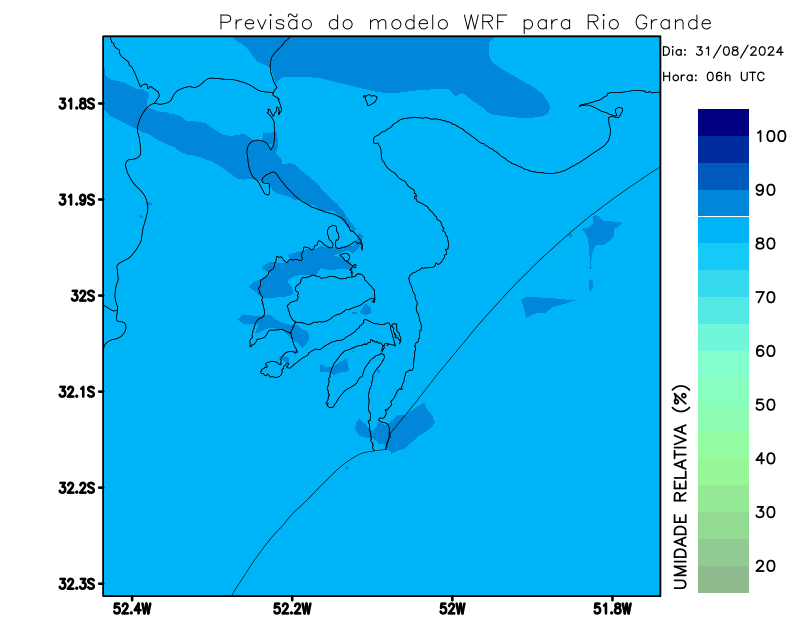 Previsão do modelo WRF para Rio Grande
Dia: 31/08/2024
Hora: 06h UTC
31.8S
31.9S
32S
32.1S
32.2S
32.3S
52.4W
52.2W
52W
51.8W
100
90
80
70
60
50
40
30
20
UMIDADE RELATIVA (%)